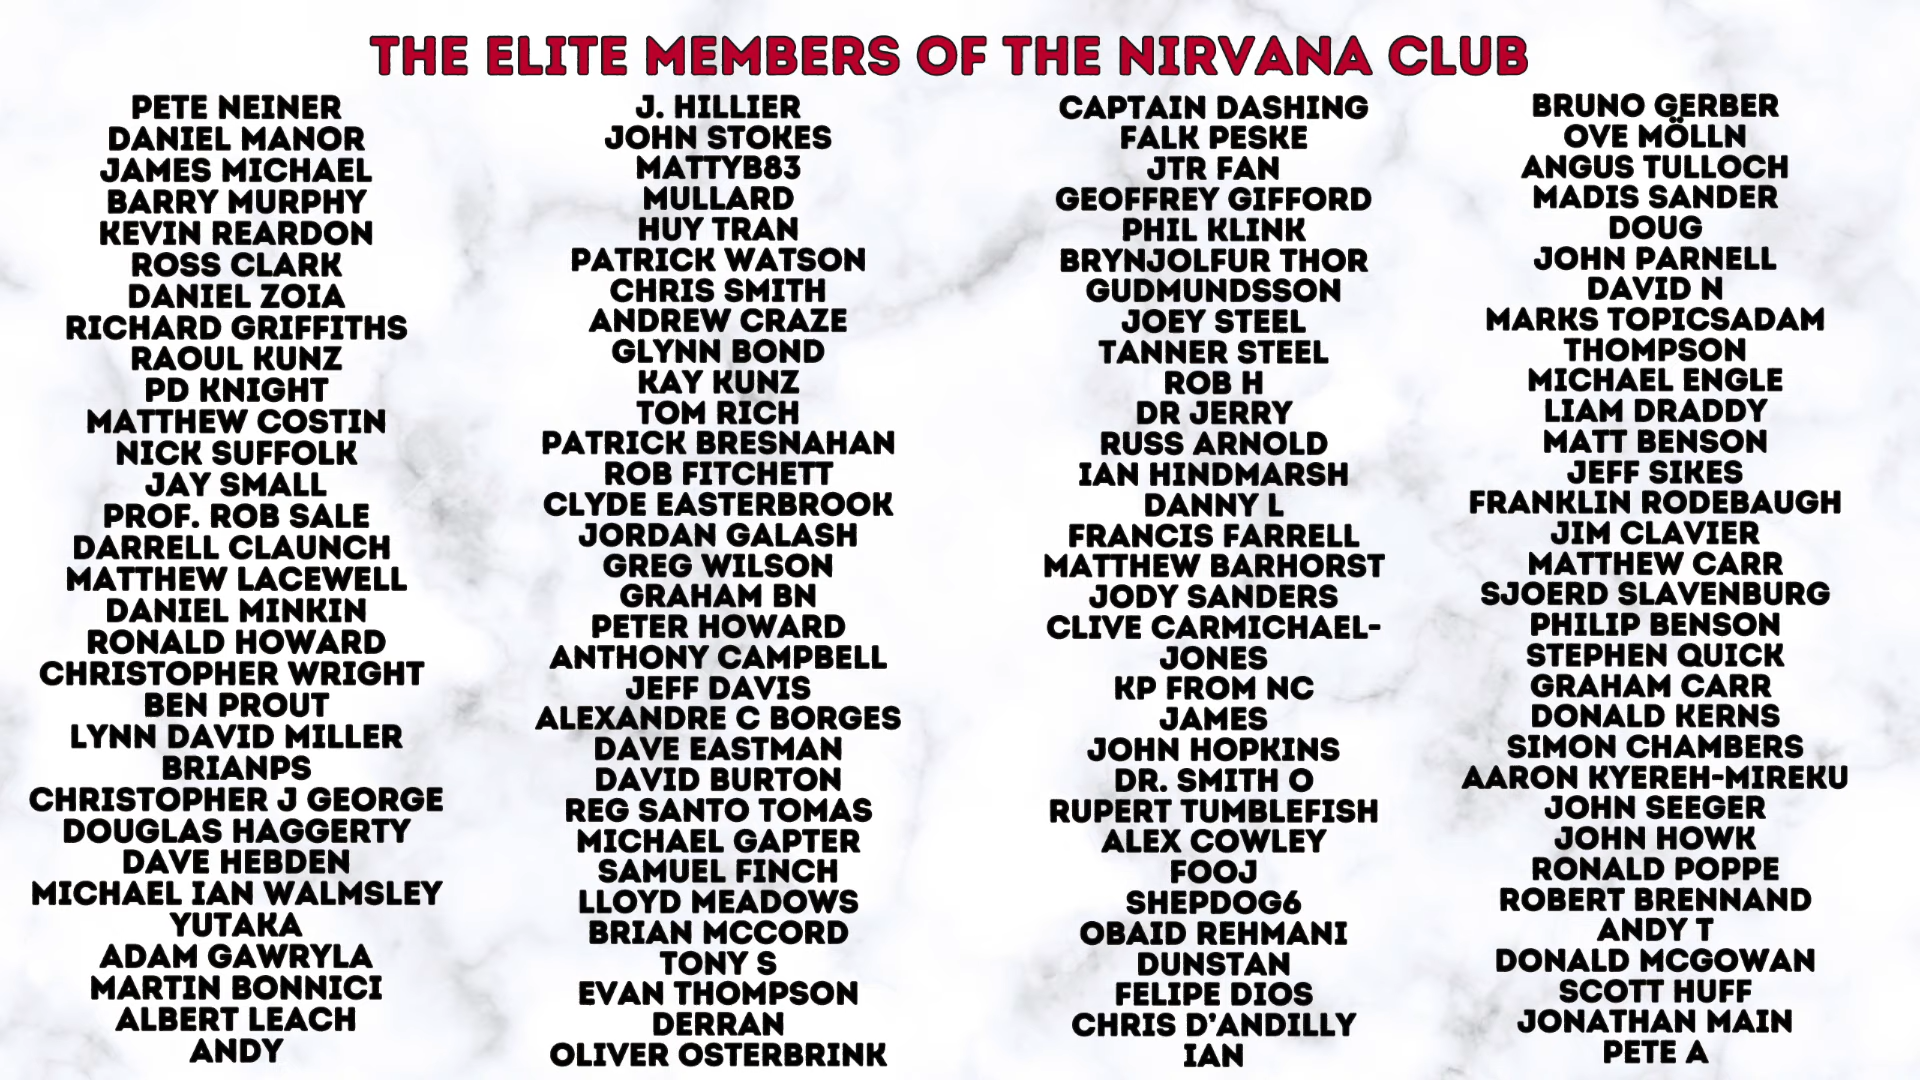 THE ELITE MEMBERS OF THE NIRVANA CLUB
PETE NEINER
DANIEL MANOR
JAMES MICHAEL
BARRY MURPHY
KEVIN REARDON
ROSS CLARK
DANIEL ZOIA
RICHARD GRIFFITHS
RAOUL KUNZ
PD KNIGHT
MATTHEW COSTIN
NICK SUFFOLK
JAY SMALL
PROF. ROB SALE
DARRELL CLAUNCH
MATTHEW LACEWELL
DANIEL MINKIN
RONALD HOWARD
CHRISTOPHER WRIGHT
BEN PROUT
LYNN DAVID MILLER
BRIANPS
CHRISTOPHER J GEORGE
DOUGLAS HAGGERTY
DAVE HEBDEN
MICHAEL IAN WALMSLEY
YUTAKA
ADAM GAWRYLA
MARTIN BONNICI
ALBERT LEACH
ANDY
J. HILLIER
JOHN STOKES
MATTYB83
MULLARD
HUY TRAN
PATRICK WATSON
CHRIS SMITH
ANDREW CRAZE
GLYNN BOND
KAY KUNZ
TOM RICH
PATRICK BRESNAHAN
ROB FITCHETT
CLYDE EASTERBROOK
JORDAN GALASH
GREG WILSON
GRAHAM BN
PETER HOWARD
ANTHONY CAMPBELL
JEFF DAVIS
ALEXANDRE C BORGES
DAVE EASTMAN
DAVID BURTON
REG SANTO TOMAS
MICHAEL GAPTER
SAMUEL FINCH
LLOYD MEADOWS
BRIAN MCCORD
TONY S
EVAN THOMPSON
DERRAN
OLIVER OSTERBRINK
CAPTAIN DASHING
FALK PESKE
JTR FAN
GEOFFREY GIFFORD
PHIL KLINK
BRYNJOLFUR THOR
GUDMUNDSSON
JOEY STEEL
TANNER STEEL
ROB H
DR JERRY
RUSS ARNOLD
IAN HINDMARSH
DANNY L
FRANCIS FARRELL
MATTHEW BARHORST
JODY SANDERS
CLIVE CARMICHAEL-
JONES
KP FROM NC
JAMES
JOHN HOPKINS
DR. SMITH O
RUPERT TUMBLEFISH
ALEX COWLEY
FOOJ
SHEPDOG6
OBAID REHMANI
DUNSTAN
FELIPE DIOS
CHRIS D'ANDILLY
IAN
BRUNO GERBER
OVE MÖLLN
ANGUS TULLOCH
MADIS SANDER
DOUG
JOHN PARNELL
DAVID N
MARKS TOPICSADAM
THOMPSON
MICHAEL ENGLE
LIAM DRADDY
MATT BENSON
JEFF SIKES
FRANKLIN RODEBAUGH
JIM CLAVIER
MATTHEW CARR
SJOERD SLAVENBURG
PHILIP BENSON
STEPHEN QUICK
GRAHAM CARR
DONALD KERNS
SIMON CHAMBERS
AARON KYEREH-MIREKU
JOHN SEEGER
JOHN HOWK
RONALD POPPE
ROBERT BRENNAND
ANDY T
DONALD MCGOWAN
SCOTT HUFF
JONATHAN MAIN
PETE A